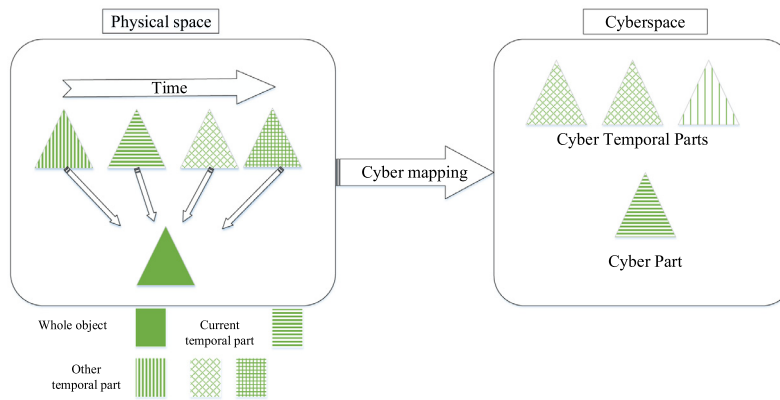 Physical space
Cyberspace
Time
Cyber mapping
Cyber Temporal Parts
Cyber Part
Whole object
Current
temporal part
Other
temporal part